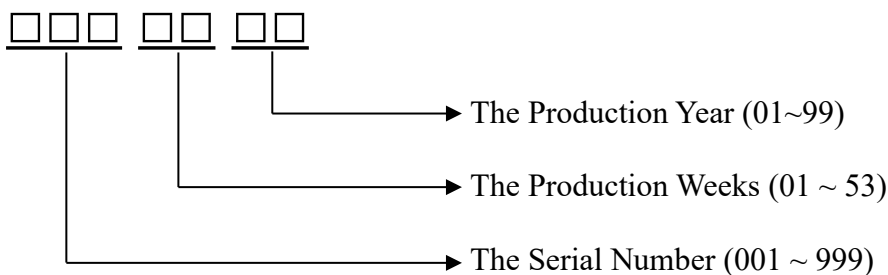 The Production Year (01~99)
The Production Weeks (01 ~ 53)
The Serial Number (001 ~ 999)